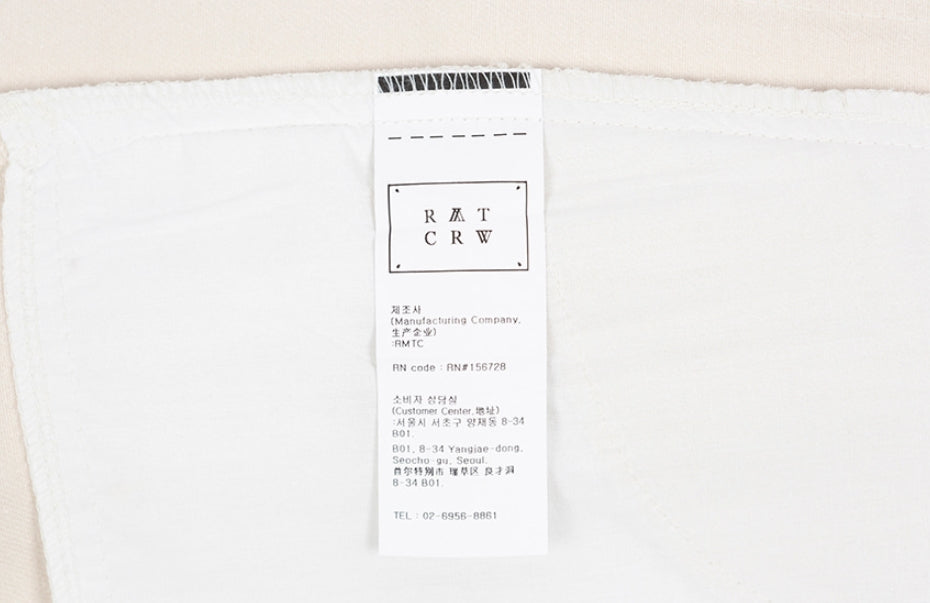 RMT
CRW
제조사
(Manufacturing Company,
生产企业)
:RMTC
RN code : RN#156728
소비자 상담실
(Customer Center,地址)
:서울시 서초구 양재동 8-34
B01.
B01, 8-34 Yangjae-dong,
Seocho-gu, Seoul.
首尔特別市 瑞草区 良才洞
8-34 B01.
TEL : 02-6956-8861